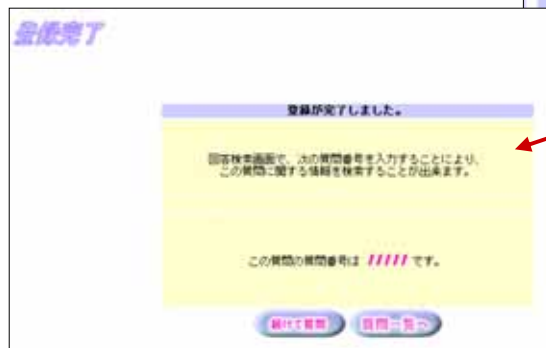 登録完了
登録が完了しました。
回答検索画面で、次の質問番号を入力することにより、
この質問に関する情報を検索することが出来ます。
この質問の質問番号は 11111 です。
続けて質問
質問一覧へ